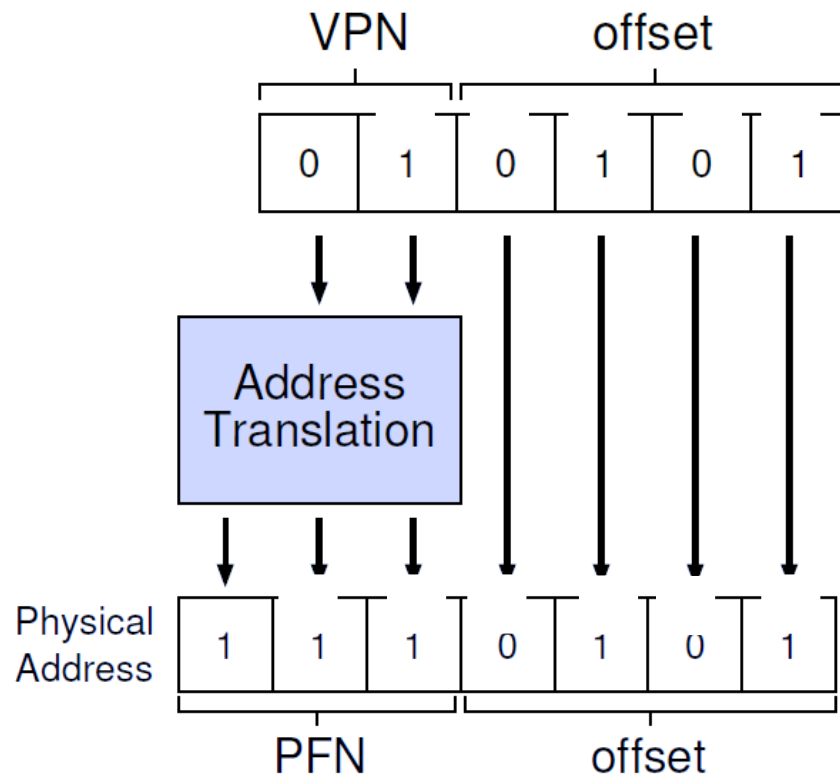 VPN offset
0 1 0 1 0 1
Address
Translation
Physical
Address
1 1 1 0 1 0 1
PFN offset